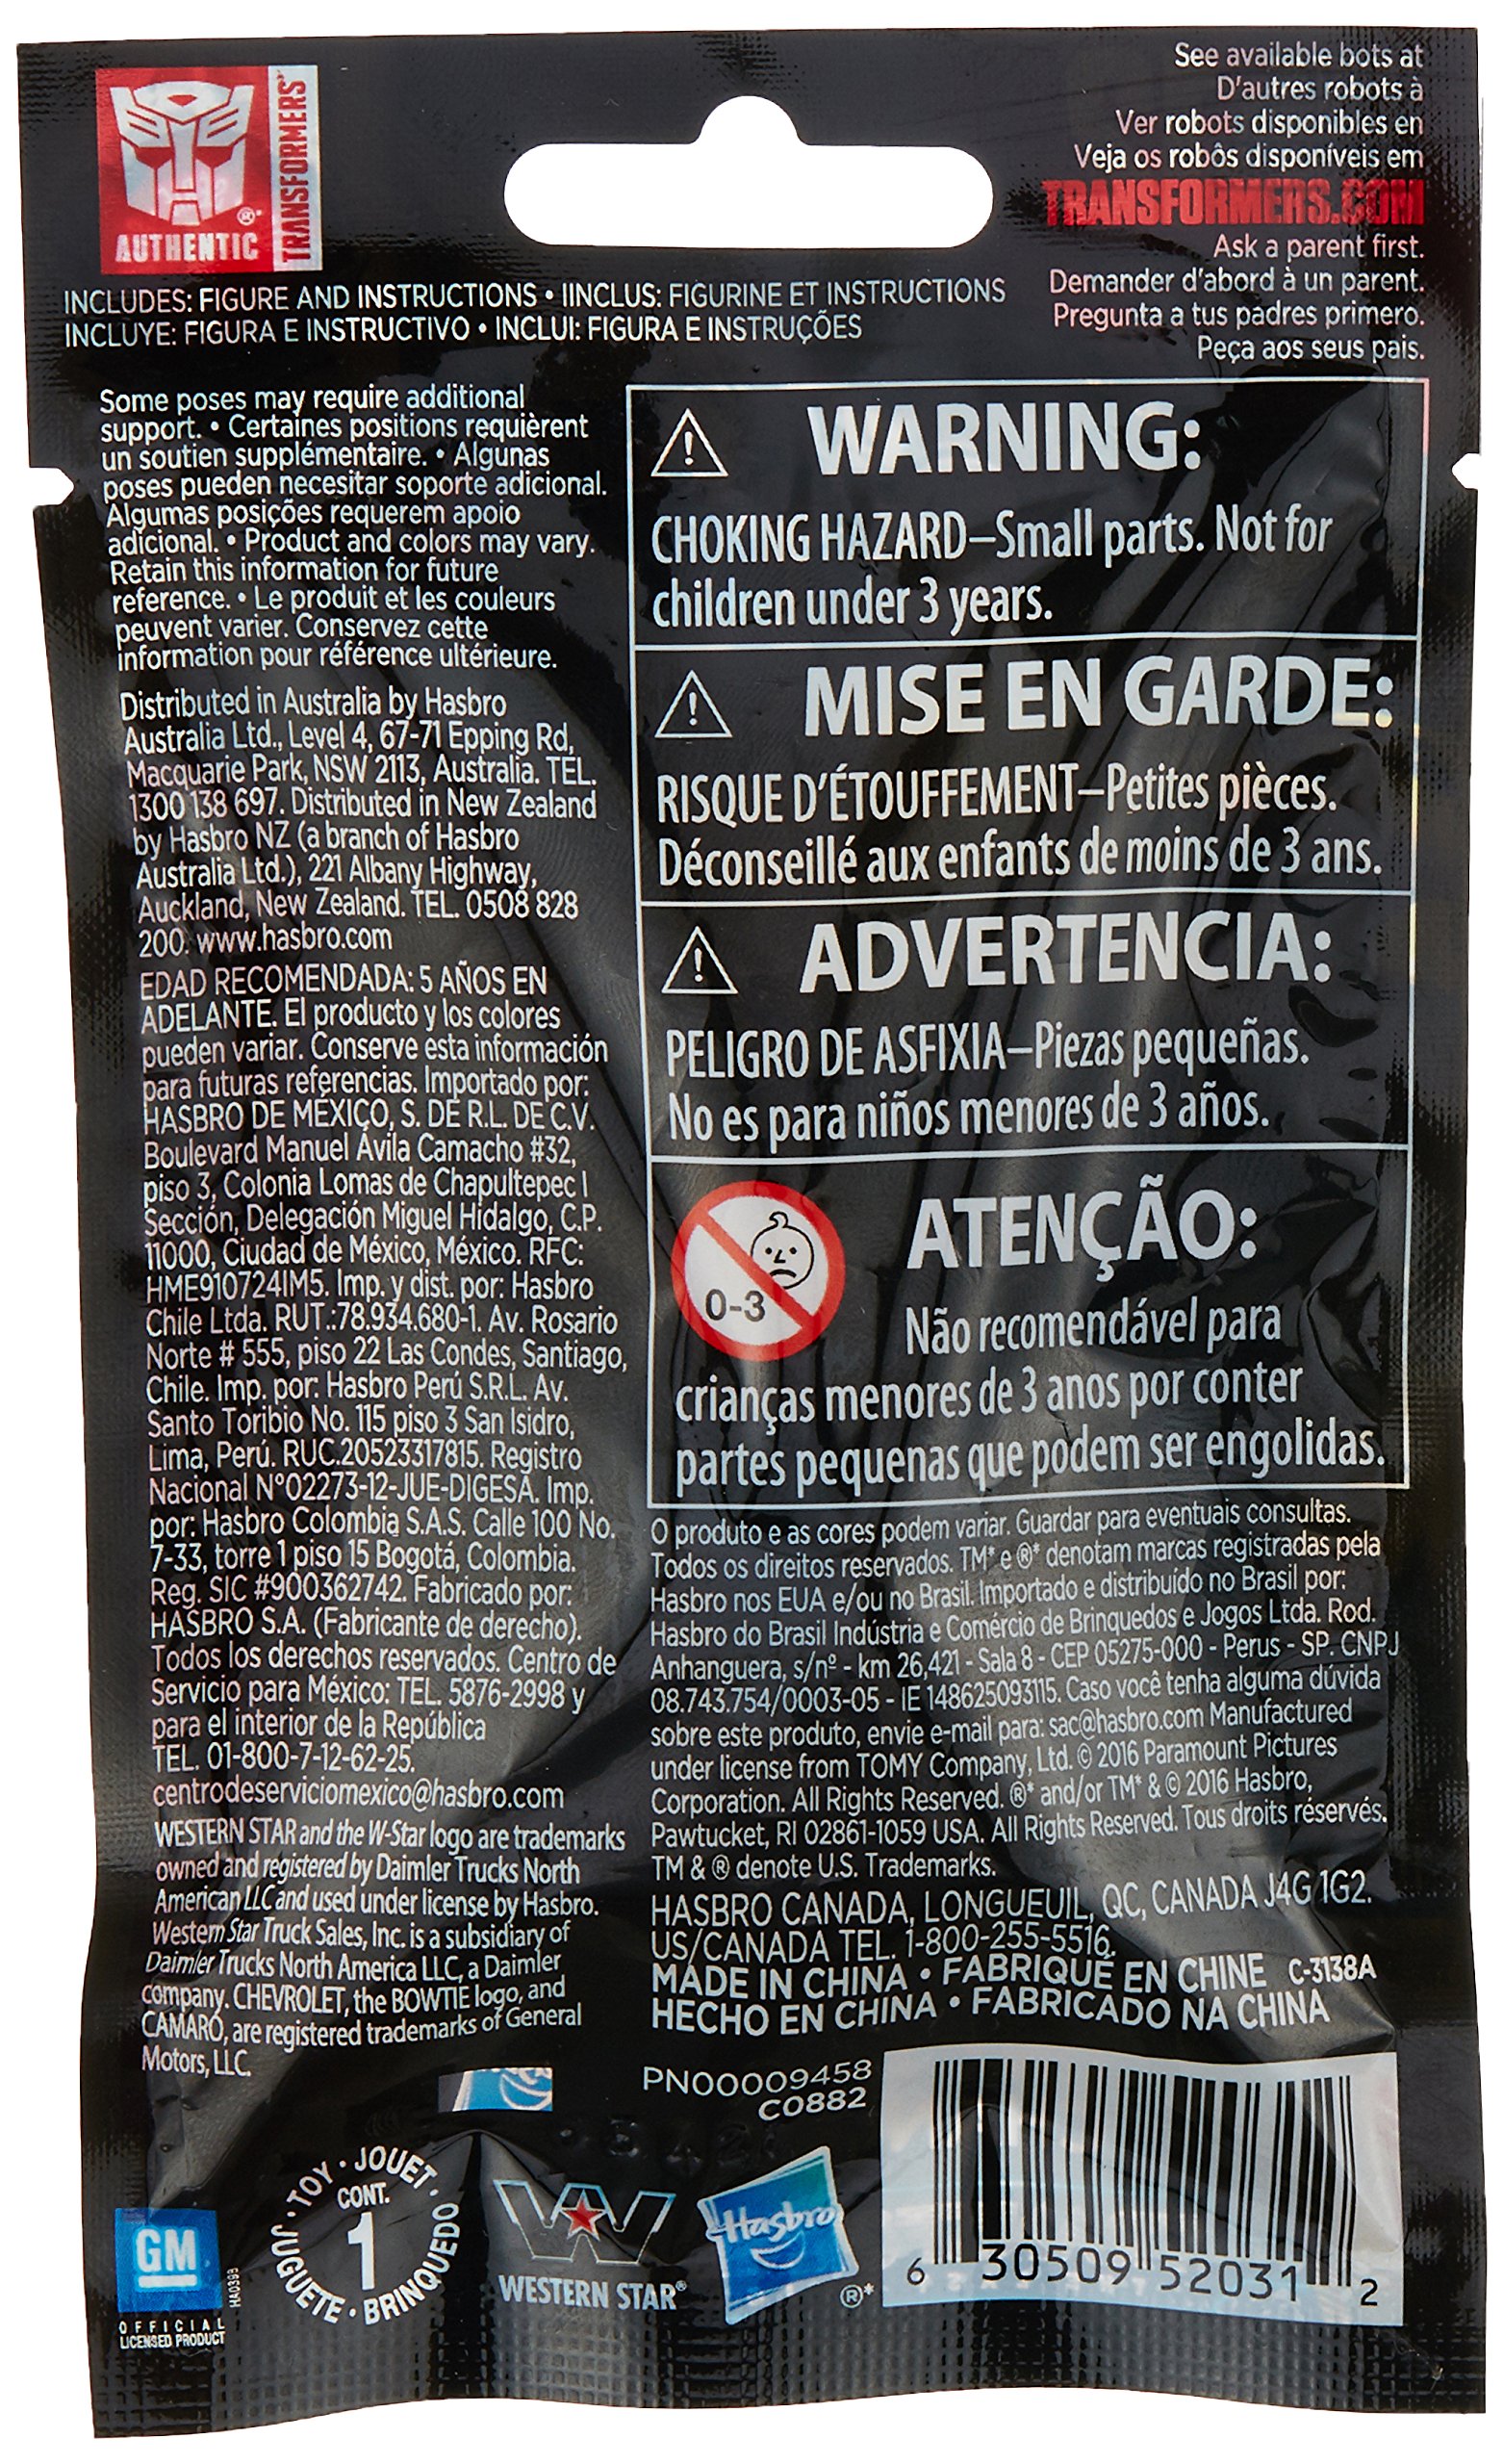 AUTHENTIC
TRANSFORMERS
See available bots at
D'autres robots à
Ver robots disponibles en
Veja os robôs disponíveis em
TRANSFORMERS.COM
Ask a parent first.
Demander d'abord à un parent.
Pregunta a tus padres primero.
Peça aos seus pais.
INCLUDES: FIGURE AND INSTRUCTIONS • IINCLUS: FIGURINE ET INSTRUCTIONS
INCLUYE: FIGURA E INSTRUCTIVO • INCLUI: FIGURA E INSTRUÇÕES
Some poses may require additional
support. • Certaines positions requièrent
un soutien supplémentaire. • Algunas
poses pueden necesitar soporte adicional.
Algumas posições requerem apoio
adicional. • Product and colors may vary.
Retain this information for future
reference. • Le produit et les couleurs
peuvent varier. Conservez cette
information pour référence ultérieure.
Distributed in Australia by Hasbro
Australia Ltd., Level 4, 67-71 Epping Rd,
Macquarie Park, NSW 2113, Australia. TEL.
1300 138 697. Distributed in New Zealand
by Hasbro NZ (a branch of Hasbro
Australia Ltd.), 221 Albany Highway,
Auckland, New Zealand. TEL. 0508 828
200. www.hasbro.com
EDAD RECOMENDADA: 5 AÑOS EN
ADELANTE. El producto y los colores
pueden variar. Conserve esta información
para futuras referencias. Importado por:
HASBRO DE MÉXICO, S. DE R.L. DE C.V.
Boulevard Manuel Ávila Camacho #32,
piso 3, Colonia Lomas de Chapultepec I
Sección, Delegación Miguel Hidalgo, C.P.
11000, Ciudad de México, México. RFC:
HME910724IM5. Imp. y dist. por: Hasbro
Chile Ltda. RUT.:78.934.680-1. Av. Rosario
Norte # 555, piso 22 Las Condes, Santiago,
Chile. Imp. por: Hasbro Perú S.R.L. Av.
Santo Toribio No. 115 piso 3 San Isidro,
Lima, Perú. RUC.20523317815. Registro
Nacional N°02273-12-JUE-DIGESA. Imp.
por: Hasbro Colombia S.A.S. Calle 100 No.
7-33, torre 1 piso 15 Bogotá, Colombia.
Reg. SIC #900362742. Fabricado por:
HASBRO S.A. (Fabricante de derecho).
Todos los derechos reservados. Centro de
Servicio para México: TEL. 5876-2998 y
para el interior de la República
TEL. 01-800-7-12-62-25.
centrodeserviciomexico@hasbro.com
WESTERN STAR and the W-Star logo are trademarks
owned and registered by Daimler Trucks North
American LLC and used under license by Hasbro.
Western Star Truck Sales, Inc. is a subsidiary of
Daimler Trucks North America LLC, a Daimler
company. CHEVROLET, the BOWTIE logo, and
CAMARO, are registered trademarks of General
Motors, LLC.
WARNING:
CHOKING HAZARD–Small parts. Not for
children under 3 years.
MISE EN GARDE:
RISQUE D'ÉTOUFFEMENT–Petites pièces.
Déconseillé aux enfants de moins de 3 ans.
ADVERTENCIA:
PELIGRO DE ASFIXIA–Piezas pequeñas.
No es para niños menores de 3 años.
0-3
ATENÇÃO:
Não recomendável para
crianças menores de 3 anos por conter
partes pequenas que podem ser engolidas.
O produto e as cores podem variar. Guardar para eventuais consultas.
Todos os direitos reservados. TM* e ®* denotam marcas registradas pela
Hasbro nos EUA e/ou no Brasil. Importado e distribuído no Brasil por:
Hasbro do Brasil Indústria e Comércio de Brinquedos e Jogos Ltda. Rod.
Anhanguera, s/nº - km 26,421 - Sala 8 - CEP 05275-000 - Perus - SP. CNPJ
08.743.754/0003-05 - IE 148625093115. Caso você tenha alguma dúvida
sobre este produto, envie e-mail para: sac@hasbro.com Manufactured
under license from TOMY Company, Ltd. © 2016 Paramount Pictures
Corporation. All Rights Reserved. ®* and/or TM* & © 2016 Hasbro,
Pawtucket, RI 02861-1059 USA. All Rights Reserved. Tous droits réservés.
TM & ® denote U.S. Trademarks.
HASBRO CANADA, LONGUEUIL, QC, CANADA J4G 1G2.
US/CANADA TEL. 1-800-255-5516.
MADE IN CHINA • FABRIQUÉ EN CHINE C-3138A
HECHO EN CHINA • FABRICADO NA CHINA
PN00009458
C0882
GM
OFFICIAL
LICENSED PRODUCT
HA0393
TOY • JOUET • BRINQUEDO • JUGUETE •
CONT.
1
WESTERN STAR®
Hasbro
®*
6 30509 52031 2